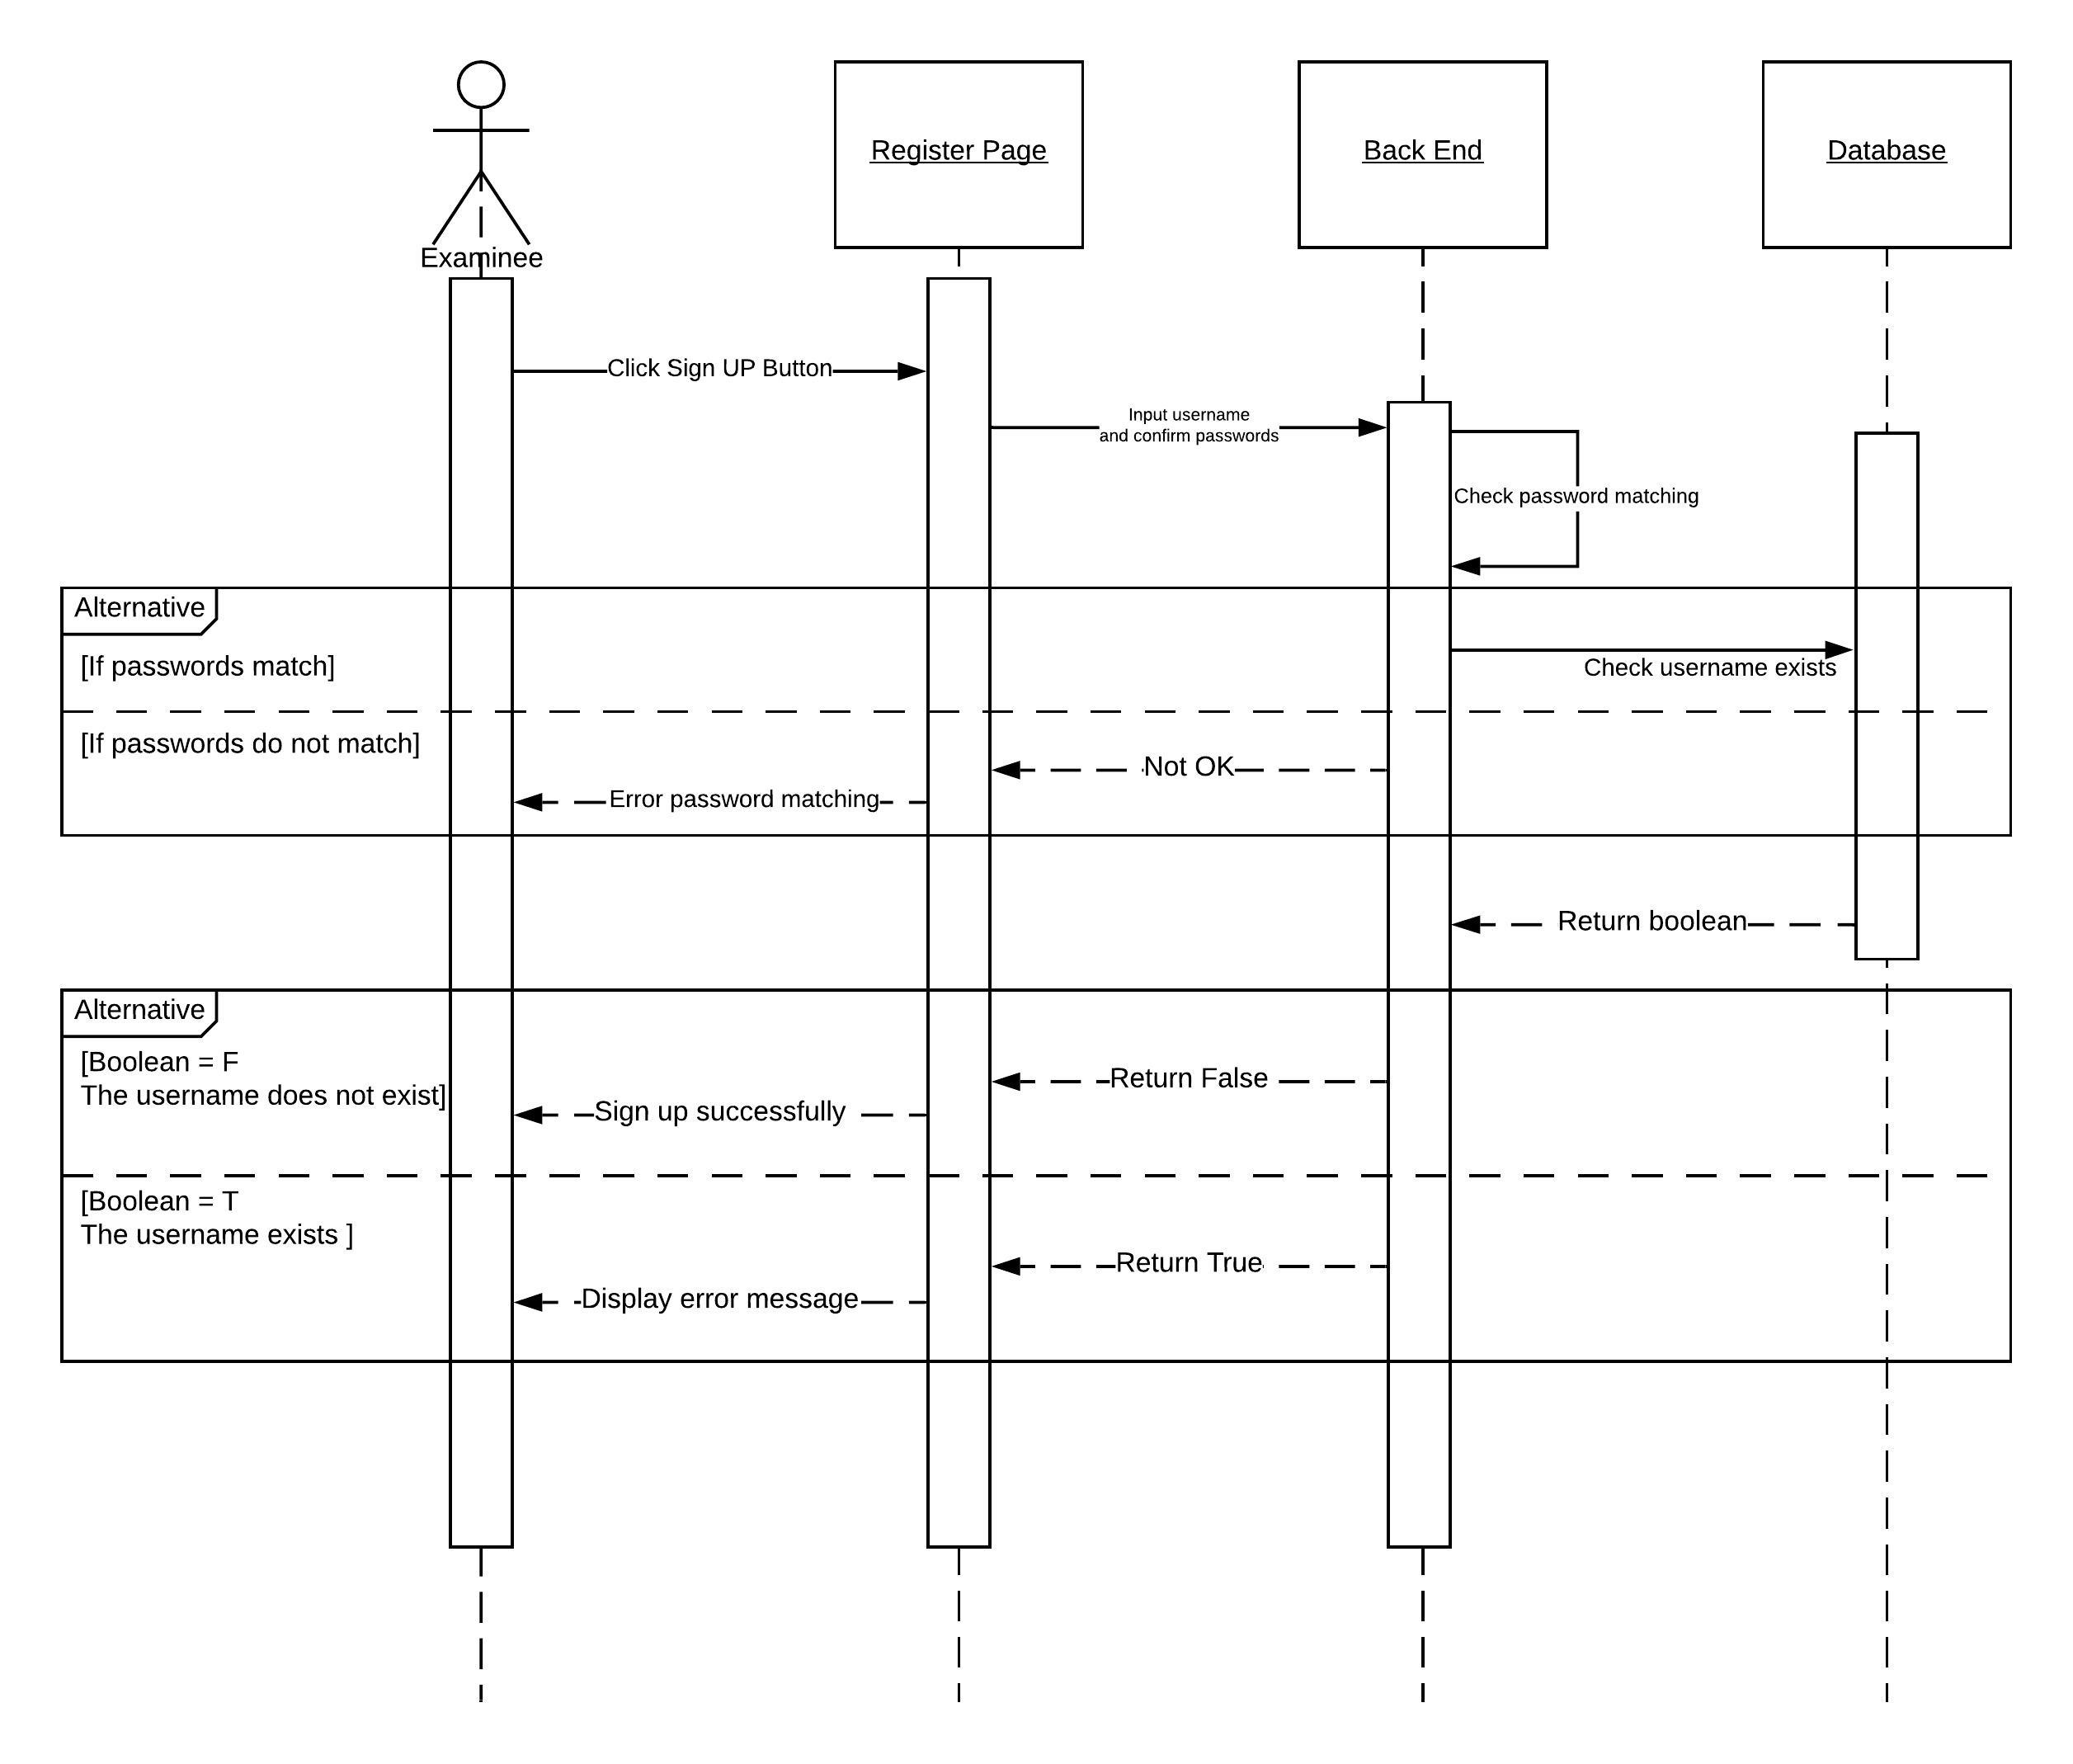 Register Page
Back End
Database
Examinee
Click Sign UP Button
Input username
and confirm passwords
Check password matching
Alternative
[If passwords match]
Check username exists
[If passwords do not match]
Not OK
Error password matching
Return boolean
Alternative
[Boolean = F
The username does not exist]
Return False
Sign up successfully
[Boolean = T
The username exists ]
Return True
Display error message